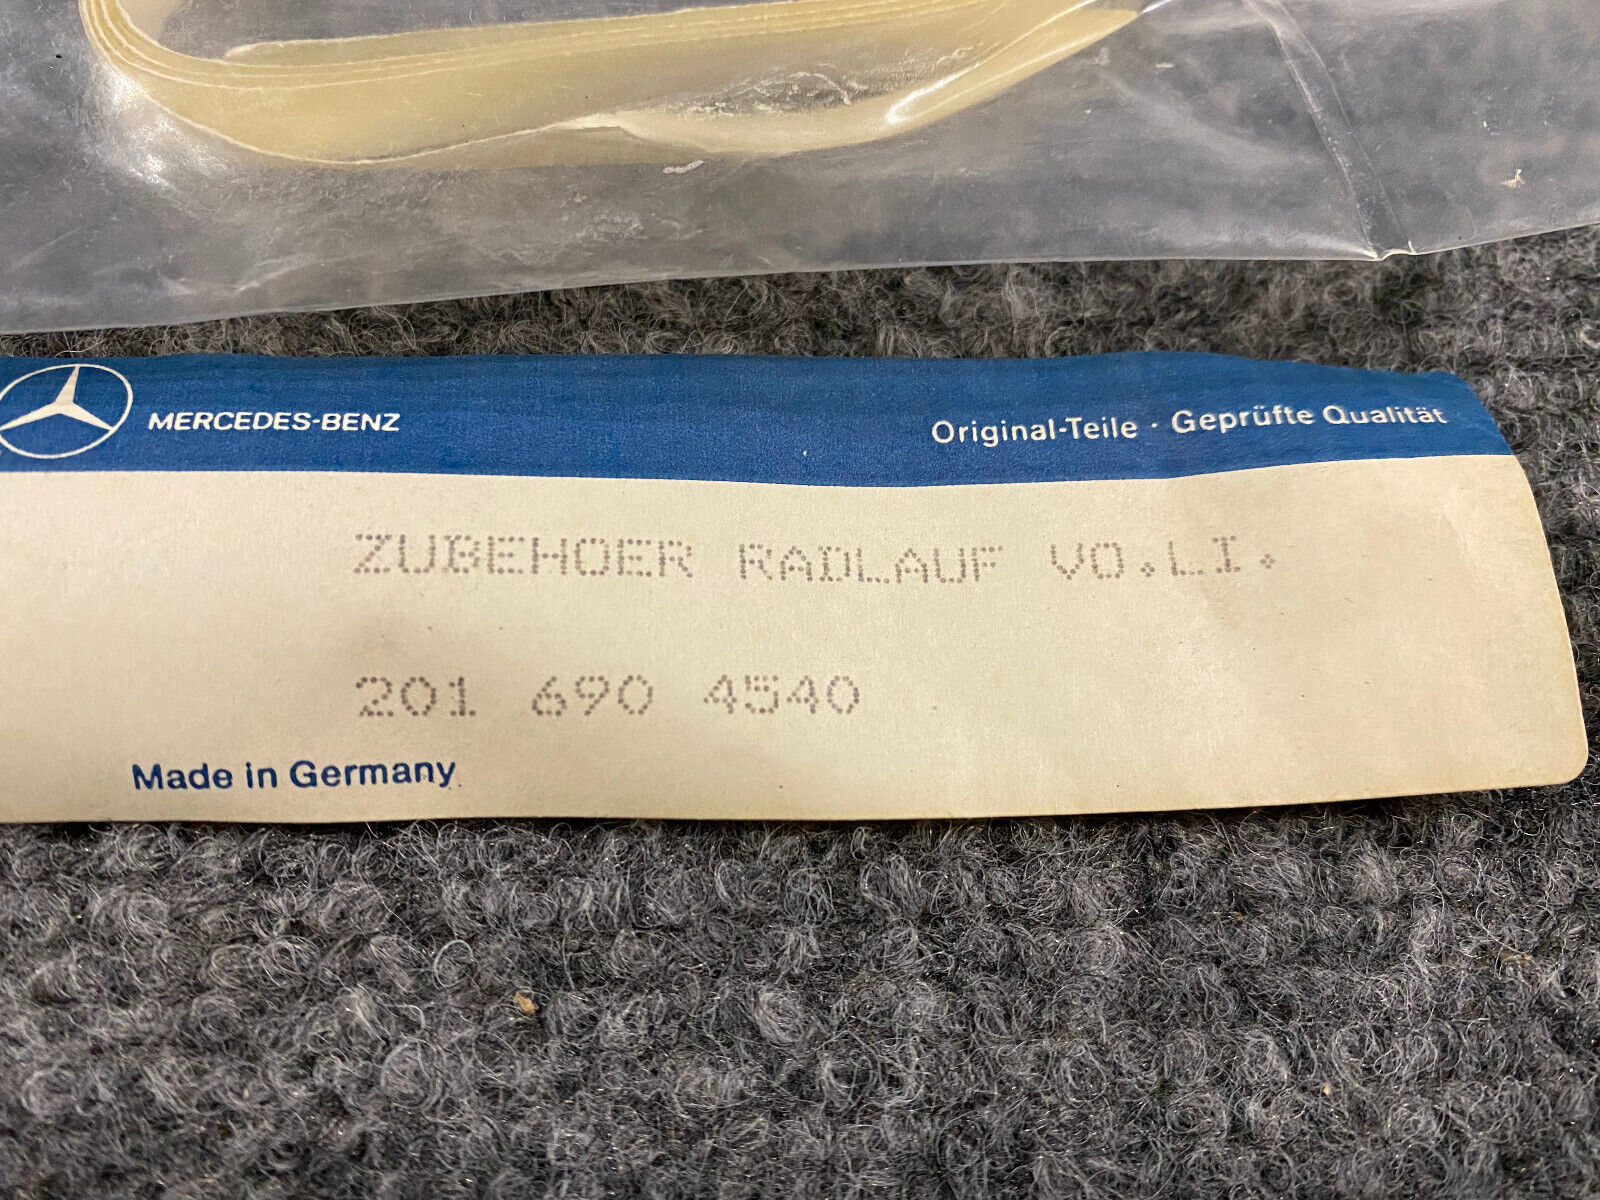 MERCEDES-BENZ
Original-Teile · Geprüfte Qualität
ZUBEHOER RADLAUF VO.LI.
201 690 4540
Made in Germany